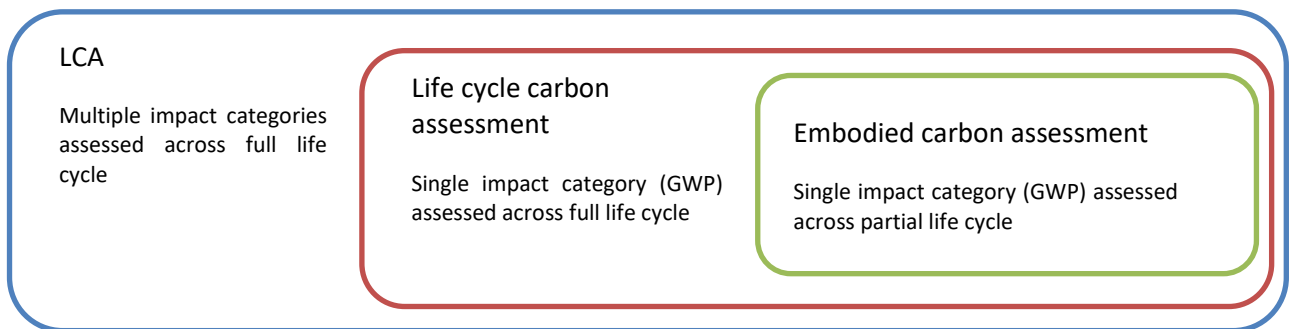 LCA
Multiple impact categories
assessed across full life
cycle
Life cycle carbon
assessment
Single impact category (GWP)
assessed across full life cycle
Embodied carbon assessment
Single impact category (GWP) assessed
across partial life cycle